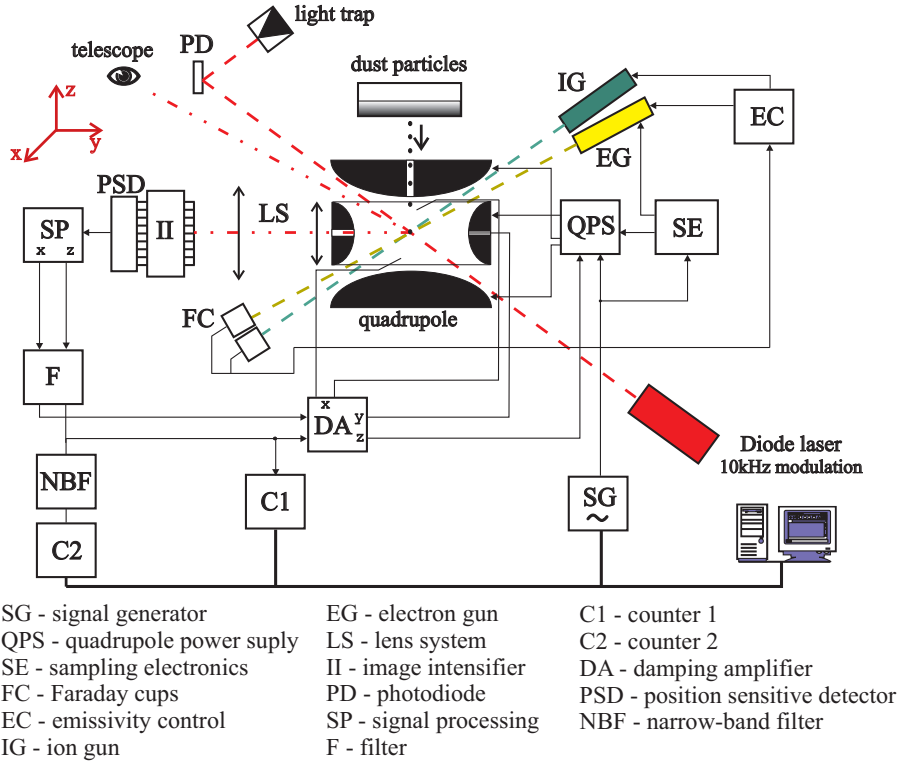 light trap
telescope
PD
dust particles
IG
z
EC
x
y
EG
PSD
LS
SP
II
x z
QPS
SE
FC
quadrupole
F
x
DA
y
z
Diode laser
10kHz modulation
NBF
C1
SG
~
C2
SG - signal generator
QPS - quadrupole power suply
SE - sampling electronics
FC - Faraday cups
EC - emissivity control
IG - ion gun
EG - electron gun
LS - lens system
II - image intensifier
PD - photodiode
SP - signal processing
F - filter
C1 - counter 1
C2 - counter 2
DA - damping amplifier
PSD - position sensitive detector
NBF - narrow-band filter